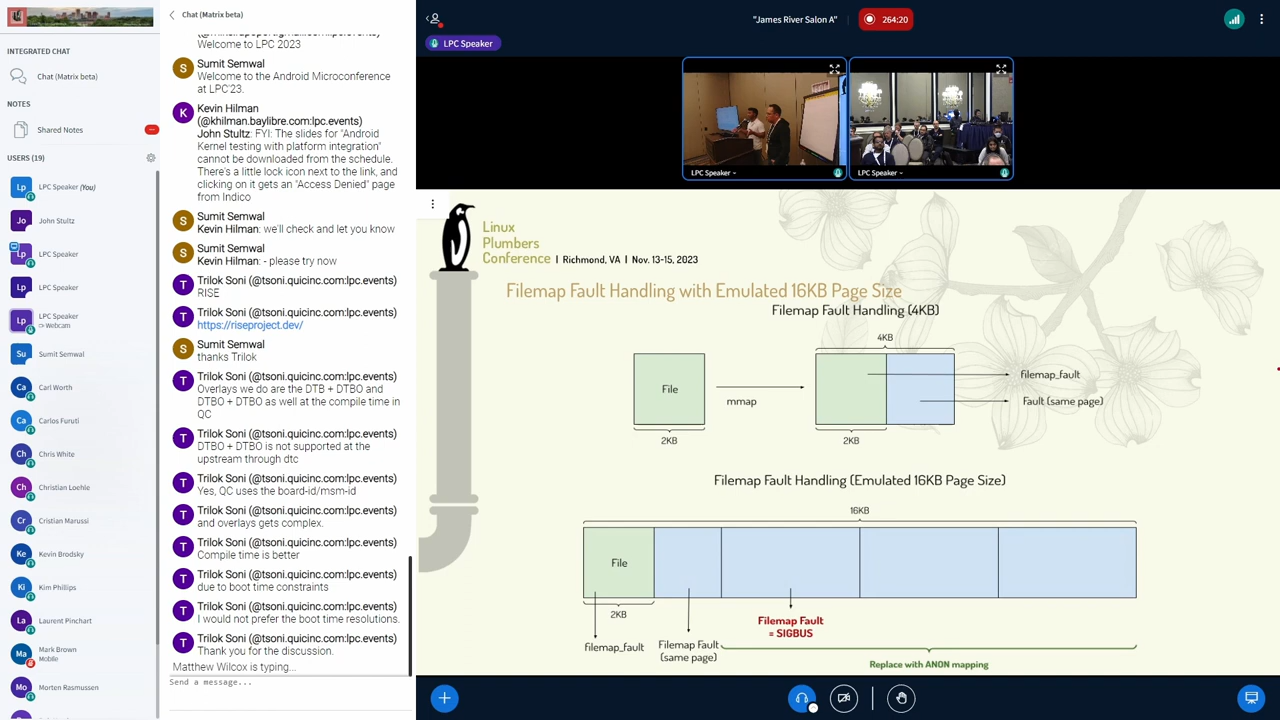 INTEGRATED CHAT
Chat (Matrix beta)
NOTES
Shared Notes
USERS (19)
Lp LPC Speaker (You)
Jo John Stultz
Lp LPC Speaker
Lp LPC Speaker
Lp LPC Speaker
Webcam
Su Sumit Semwal
Ca Carl Worth
Ca Carlos Furuti
Ch Chris White
Ch Christian Loehle
Cr Cristian Marussi
Ke Kevin Brodsky
Ki Kim Phillips
La Laurent Pinchart
Ma Mark Brown
Mobile
Mo Morten Rasmussen
Chat (Matrix beta)
Welcome to LPC 2023
S Sumit Semwal
Welcome to the Android Microconference
at LPC'23.
K Kevin Hilman
(@khilman.baylibre.com:lpc.events)
John Stultz: FYI: The slides for "Android
Kernel testing with platform integration"
cannot be downloaded from the schedule.
There's a little lock icon next to the link, and
clicking on it gets an "Access Denied" page
from Indico
S Sumit Semwal
Kevin Hilman: we'll check and let you know
S Sumit Semwal
Kevin Hilman: - please try now
T Trilok Soni (@tsoni.quicinc.com:lpc.events)
RISE
T Trilok Soni (@tsoni.quicinc.com:lpc.events)
https://riseproject.dev/
S Sumit Semwal
thanks Trilok
T Trilok Soni (@tsoni.quicinc.com:lpc.events)
Overlays we do are the DTB + DTBO and
DTBO + DTBO as well at the compile time in
QC
T Trilok Soni (@tsoni.quicinc.com:lpc.events)
DTBO + DTBO is not supported at the
upstream through dtc
T Trilok Soni (@tsoni.quicinc.com:lpc.events)
Yes, QC uses the board-id/msm-id
T Trilok Soni (@tsoni.quicinc.com:lpc.events)
and overlays gets complex.
T Trilok Soni (@tsoni.quicinc.com:lpc.events)
Compile time is better
T Trilok Soni (@tsoni.quicinc.com:lpc.events)
due to boot time constraints
T Trilok Soni (@tsoni.quicinc.com:lpc.events)
I would not prefer the boot time resolutions.
T Trilok Soni (@tsoni.quicinc.com:lpc.events)
Thank you for the discussion.
Matthew Wilcox is typing...
Send a message...
"James River Salon A"
264:20
LPC Speaker
LPC Speaker
LPC Speaker
Linux
Plumbers
Conference | Richmond, VA | Nov. 13-15, 2023
Filemap Fault Handling with Emulated 16KB Page Size
Filemap Fault Handling (4KB)
4KB
File
mmap
filemap_fault
Fault (same page)
2KB
2KB
Filemap Fault Handling (Emulated 16KB Page Size)
16KB
File
2KB
filemap_fault
Filemap Fault
(same page)
Filemap Fault
= SIGBUS
Replace with ANON mapping